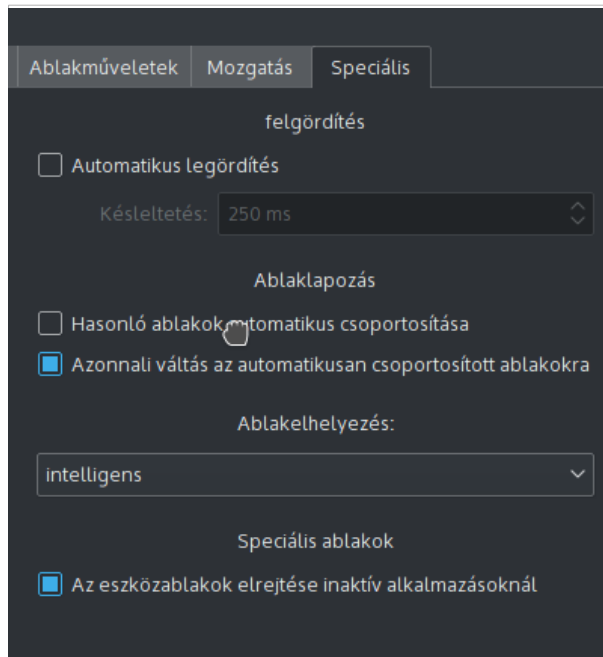 Ablakműveletek Mozgatás Speciális
felgördítés
Automatikus legördítés
Késleltetés: 250 ms
Ablaklapozás
Hasonló ablakok automatikus csoportosítása
Azonnali váltás az automatikusan csoportosított ablakokra
Ablakelhelyezés:
intelligens
Speciális ablakok
Az eszközablakok elrejtése inaktív alkalmazásoknál